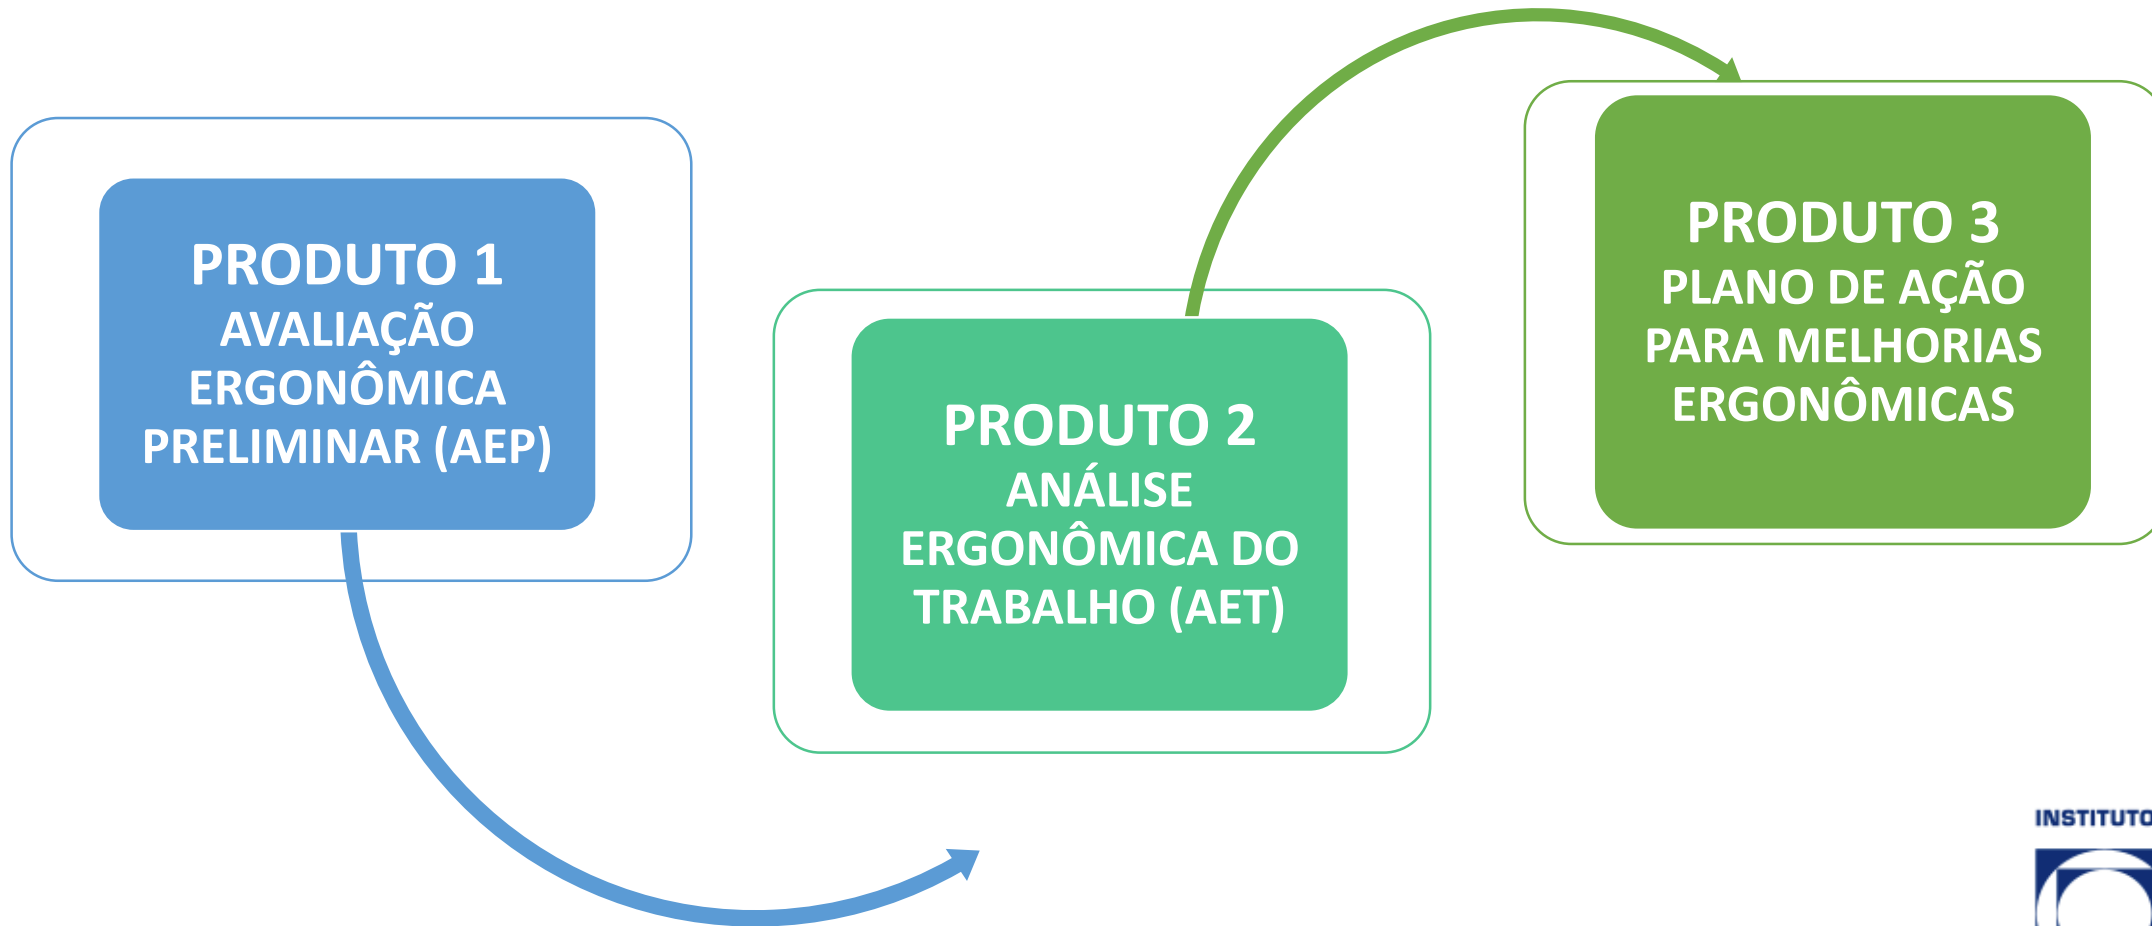 PRODUTO 1
AVALIAÇÃO
ERGONÔMICA
PRELIMINAR (AEP)
PRODUTO 2
ANÁLISE
ERGONÔMICA DO
TRABALHO (AET)
PRODUTO 3
PLANO DE AÇÃO
PARA MELHORIAS
ERGONÔMICAS
INSTITUTO